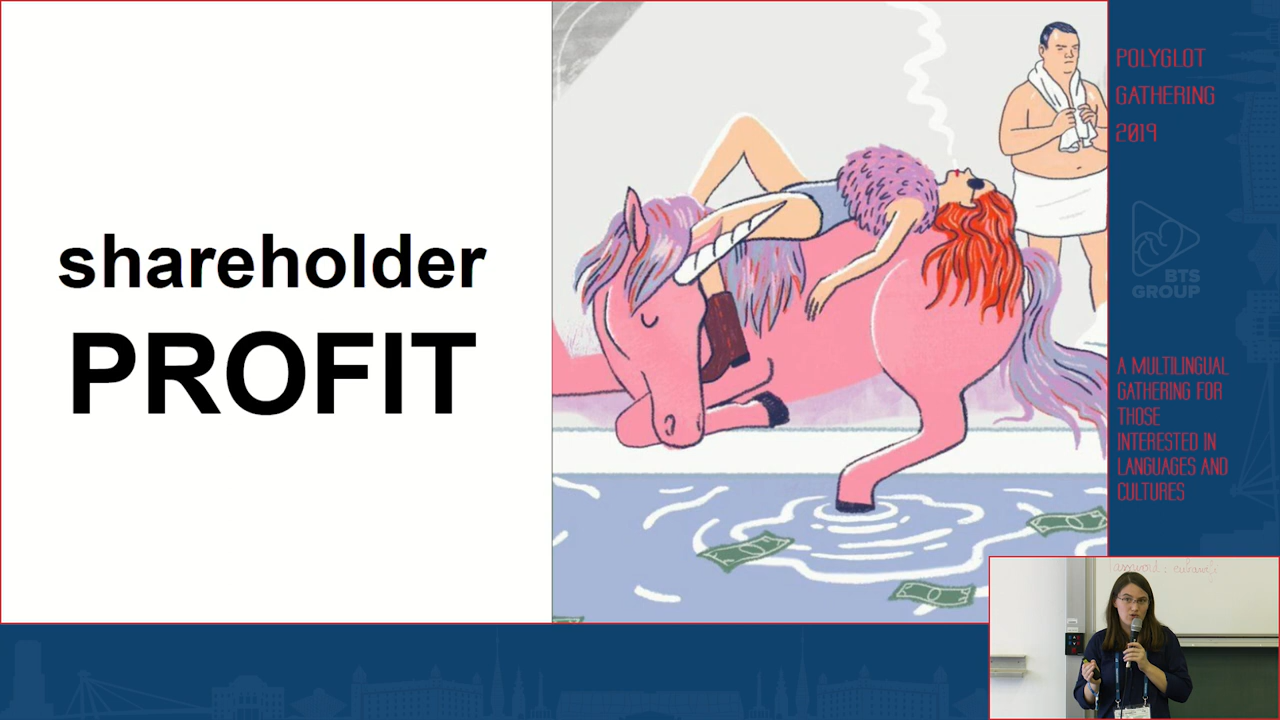 shareholder
PROFIT
POLYGLOT
GATHERING
2019
BTS
GROUP
A MULTILINGUAL
GATHERING FOR
THOSE
INTERESTED IN
LANGUAGES AND
CULTURES